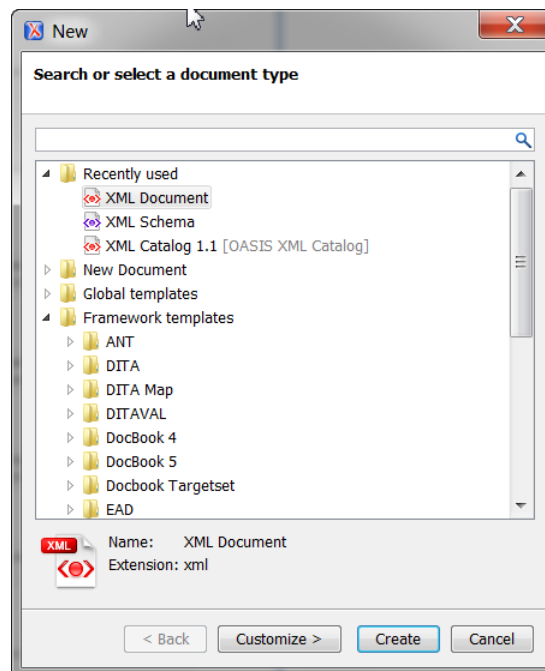 New
Search or select a document type
Recently used
XML Document
XML Schema
XML Catalog 1.1 [OASIS XML Catalog]
New Document
Global templates
Framework templates
ANT
DITA
DITA Map
DITAVAL
DocBook 4
DocBook 5
Docbook Targetset
EAD
XML
Name: XML Document
Extension: xml
< Back Customize > Create Cancel